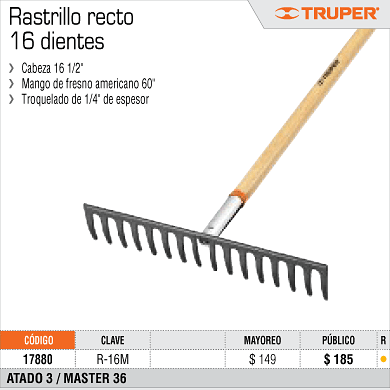 Rastrillo recto
16 dientes
TRUPER®
Cabeza 16 1/2"
Mango de fresno americano 60"
Troquelado de 1/4" de espesor
TRUPER
CÓDIGO CLAVE MAYOREO PÚBLICO R
17880 R-16M $ 149 $ 185
ATADO 3 / MASTER 36